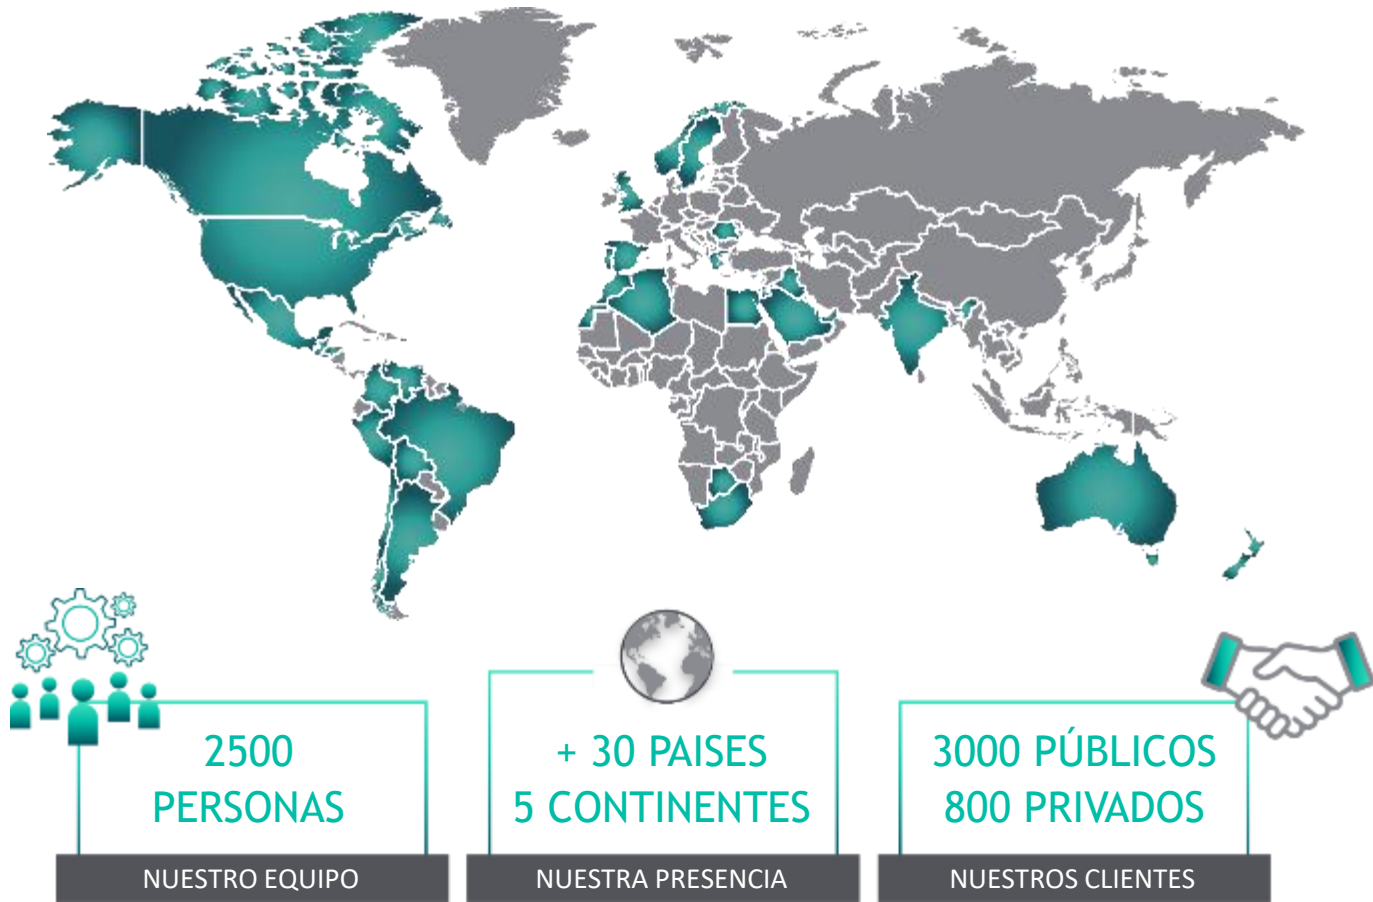 2500
PERSONAS
NUESTRO EQUIPO
+ 30 PAISES
5 CONTINENTES
NUESTRA PRESENCIA
3000 PÚBLICOS
800 PRIVADOS
NUESTROS CLIENTES